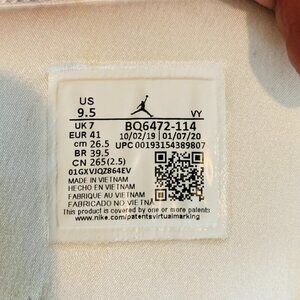 US
9.5
VY
UK 7
BQ6472-114
EUR 41
10/02/19
01/07/20
cm 26.5
UPC 00193154389807
BR 39.5
CN 265(2.5)
01GXVJQZ864EV
MADE IN VIETNAM
HECHO EN VIETNAM
FABRIQUE AU VIETNAM
FABRICADO NO VIETNÃ
This product is covered by one or more patents
www.nike.com/patentsvirtualmarking